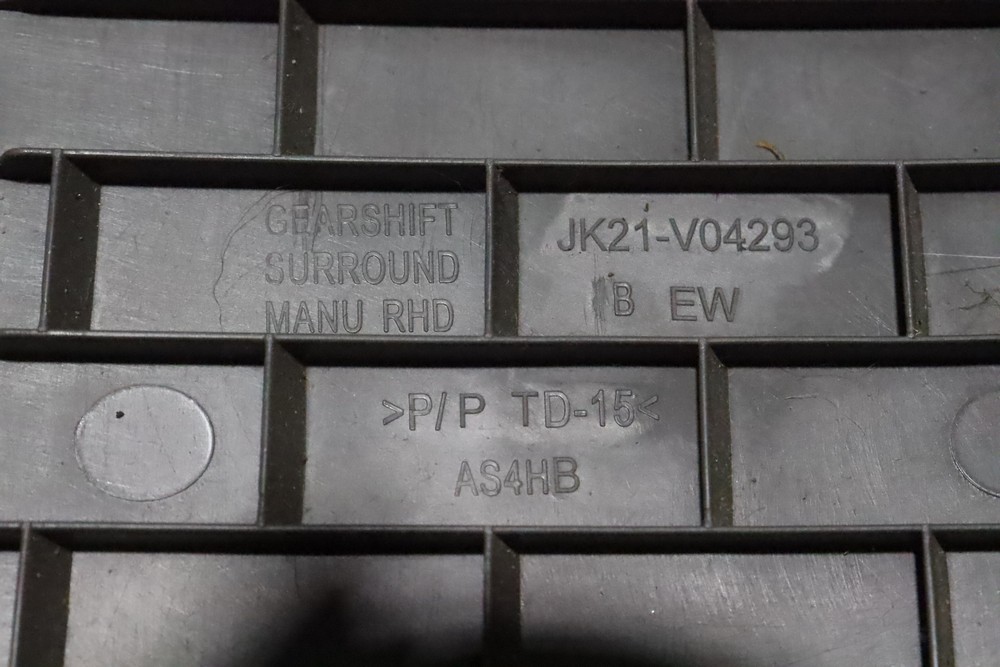 GEARSHIFT
SURROUND
MANU RHD
JK21-V04293
B EW
>P/P TD-15<
AS4HB